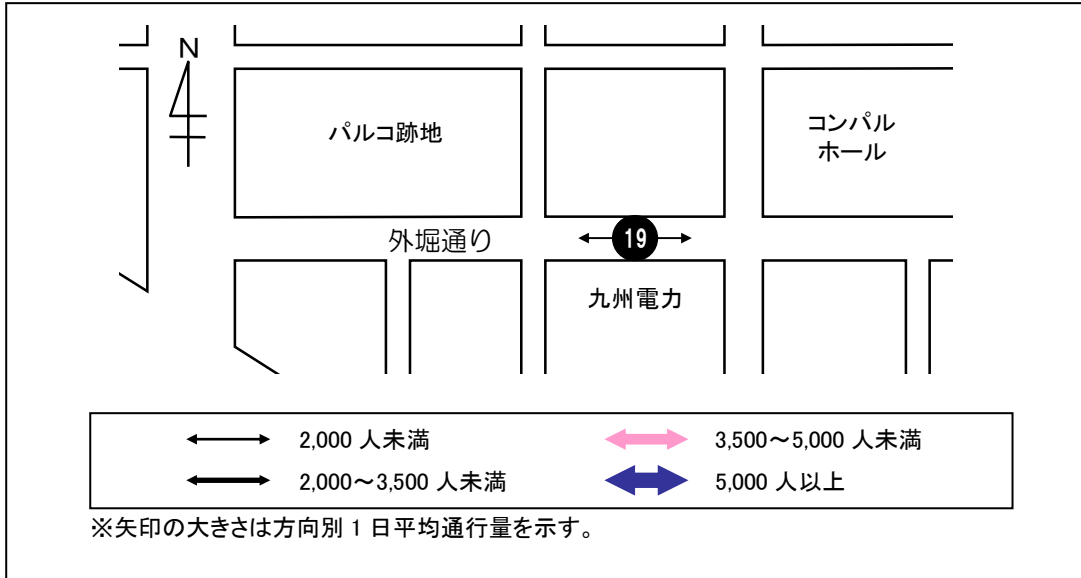 N
パルコ跡地
コンパル
ホール
外堀通り
19
九州電力
2,000 人未満
3,500～5,000 人未満
2,000～3,500 人未満
5,000 人以上
※矢印の大きさは方向別 1 日平均通行量を示す。